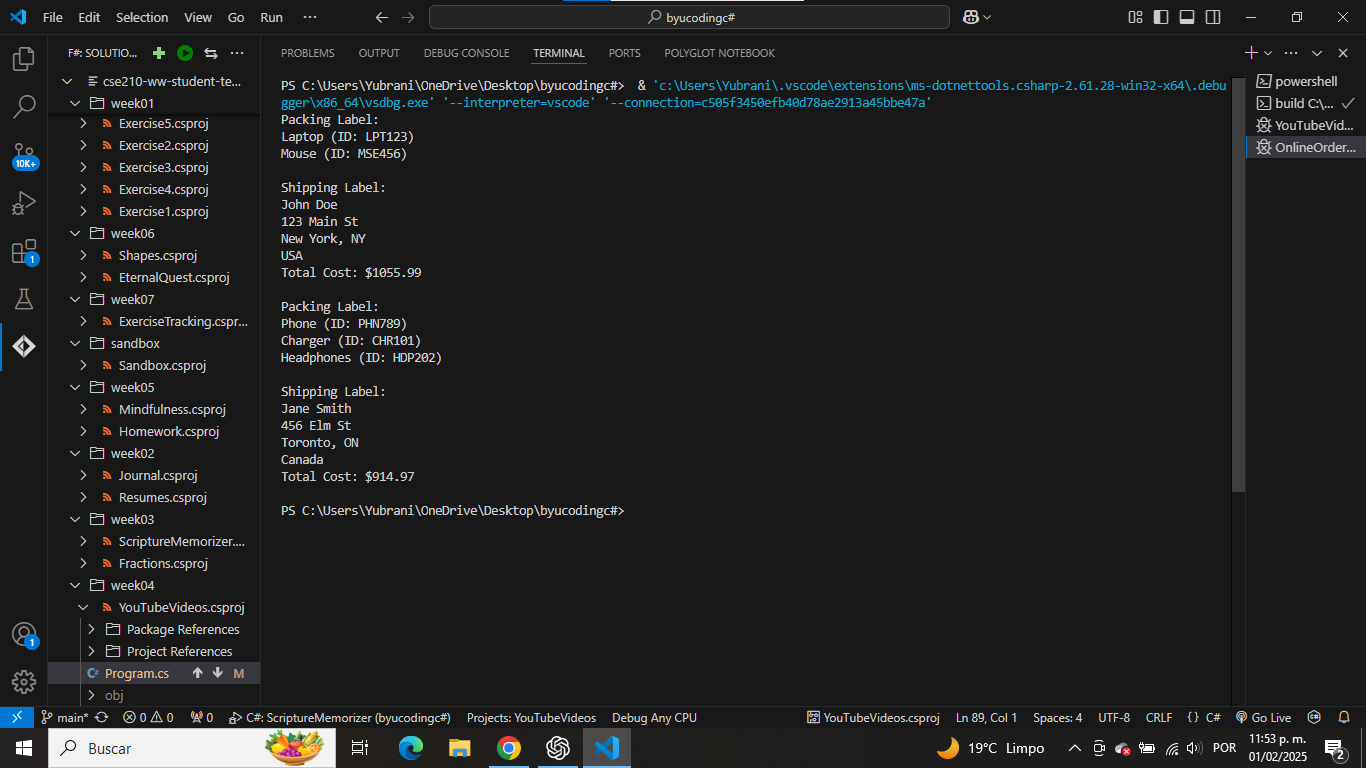 File Edit Selection View Go Run ···
byucodingc#
F#: SOLUTIO...
cse210-ww-student-te...
week01
Exercise5.csproj
Exercise2.csproj
Exercise3.csproj
Exercise4.csproj
Exercise1.csproj
week06
Shapes.csproj
EternalQuest.csproj
week07
ExerciseTracking.cspr...
sandbox
Sandbox.csproj
week05
Mindfulness.csproj
Homework.csproj
week02
Journal.csproj
Resumes.csproj
week03
ScriptureMemorizer....
Fractions.csproj
week04
YouTubeVideos.csproj
Package References
Project References
C# Program.cs M
obj
10K+
1
1
PROBLEMS OUTPUT DEBUG CONSOLE TERMINAL PORTS POLYGLOT NOTEBOOK
PS C:\Users\Yubrani\OneDrive\Desktop\byucodingc#>  & 'c:\Users\Yubrani\.vscode\extensions\ms-dotnettools.csharp-2.61.28-win32-x64\.debu
gger\x86_64\vsdbg.exe' '--interpreter=vscode' '--connection=c505f3450efb40d78ae2913a45bbe47a'
Packing Label:
Laptop (ID: LPT123)
Mouse (ID: MSE456)
Shipping Label:
John Doe
123 Main St
New York, NY
USA
Total Cost: $1055.99
Packing Label:
Phone (ID: PHN789)
Charger (ID: CHR101)
Headphones (ID: HDP202)
Shipping Label:
Jane Smith
456 Elm St
Toronto, ON
Canada
Total Cost: $914.97
PS C:\Users\Yubrani\OneDrive\Desktop\byucodingc#>
powershell
build C:\...
YouTubeVid...
OnlineOrder...
main* 0 0 0 C#: ScriptureMemorizer (byucodingc#) Projects: YouTubeVideos Debug Any CPU YouTubeVideos.csproj Ln 89, Col 1 Spaces: 4 UTF-8 CRLF {} C# Go Live
Buscar
19°C Limpo
POR
11:53 p. m.
01/02/2025
2